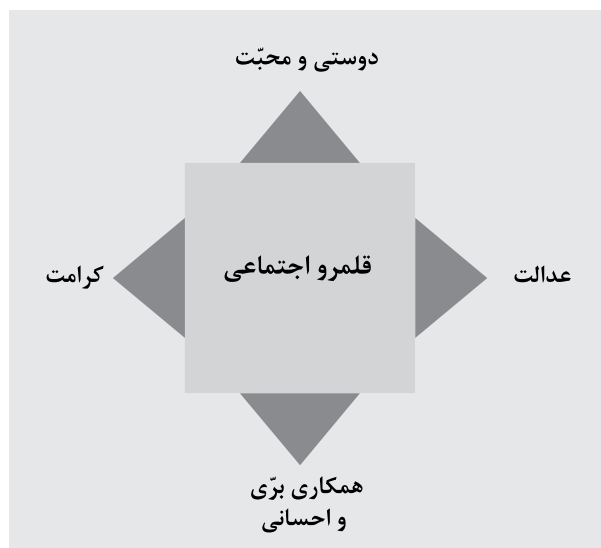 دوستی و محبّت
عدالت
قلمرو اجتماعی
کرامت
همکاری برّی
و احسانی